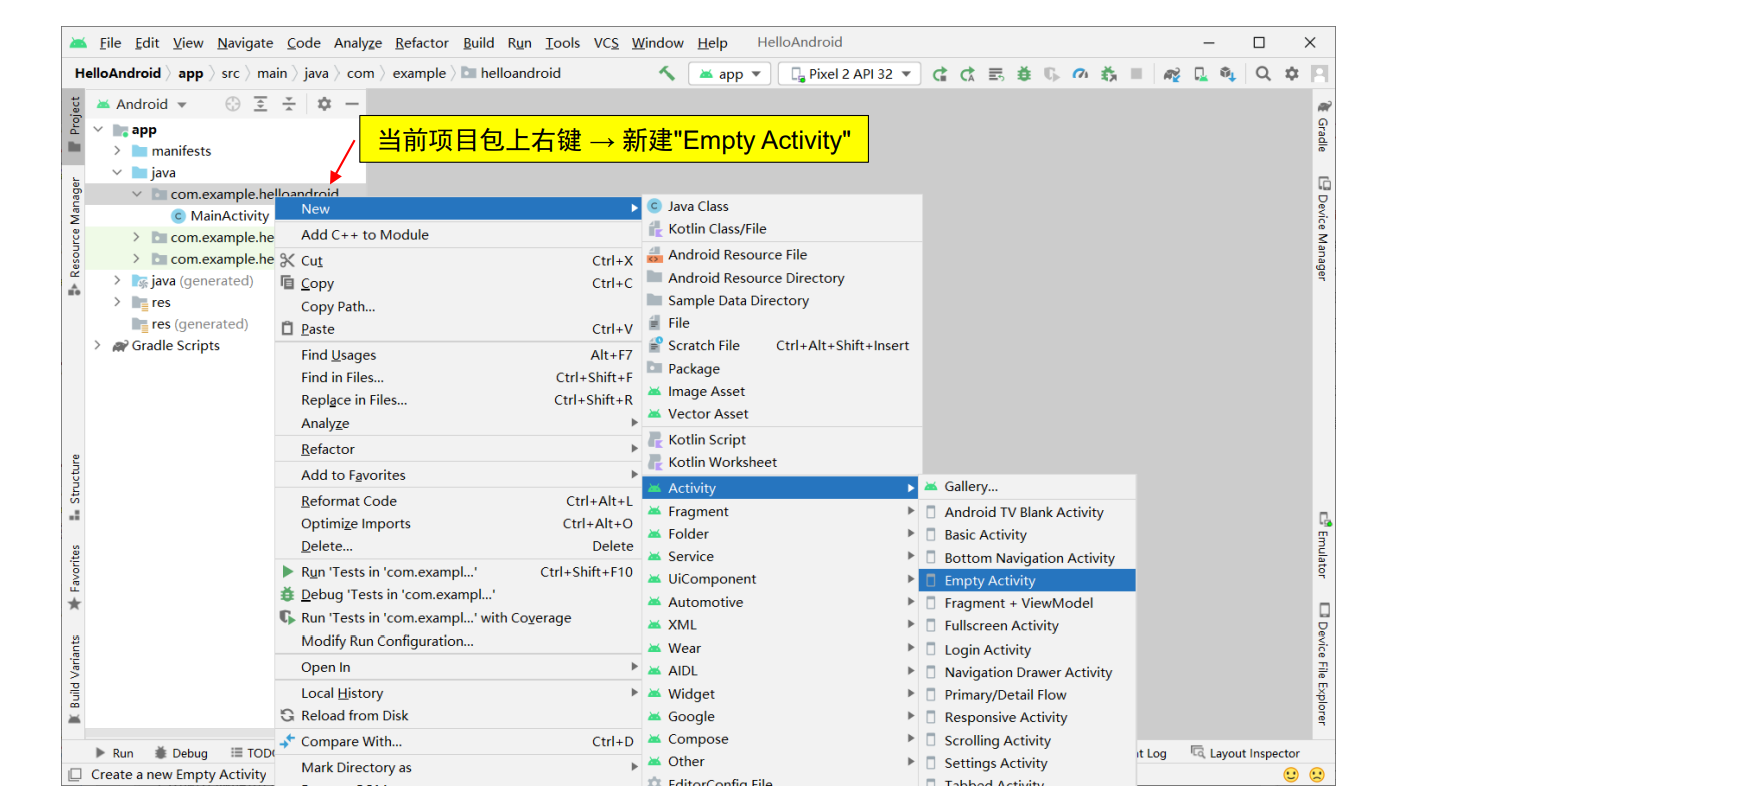 File Edit View Navigate Code Analyze Refactor Build Run Tools VCS Window Help HelloAndroid
HelloAndroid app src main java com example helloandroid app Pixel 2 API 32
Project
Resource Manager
Structure
Favorites
Build Variants
Android
app
manifests
java
com.example.helloandroid
MainActivity
com.example.he
com.example.he
java (generated)
res
res (generated)
Gradle Scripts
当前项目包上右键 → 新建"Empty Activity"
New
Add C++ to Module
Cut Ctrl+X
Copy Ctrl+C
Copy Path...
Paste Ctrl+V
Find Usages Alt+F7
Find in Files... Ctrl+Shift+F
Replace in Files... Ctrl+Shift+R
Analyze
Refactor
Add to Favorites
Reformat Code Ctrl+Alt+L
Optimize Imports Ctrl+Alt+O
Delete... Delete
Run 'Tests in 'com.exampl...' Ctrl+Shift+F10
Debug 'Tests in 'com.exampl...'
Run 'Tests in 'com.exampl...' with Coverage
Modify Run Configuration...
Open In
Local History
Reload from Disk
Compare With... Ctrl+D
Mark Directory as
Java Class
Kotlin Class/File
Android Resource File
Android Resource Directory
Sample Data Directory
File
Scratch File Ctrl+Alt+Shift+Insert
Package
Image Asset
Vector Asset
Kotlin Script
Kotlin Worksheet
Activity
Fragment
Folder
Service
UiComponent
Automotive
XML
Wear
AIDL
Widget
Google
Compose
Other
EditorConfig File
Gallery...
Android TV Blank Activity
Basic Activity
Bottom Navigation Activity
Empty Activity
Fragment + ViewModel
Fullscreen Activity
Login Activity
Navigation Drawer Activity
Primary/Detail Flow
Responsive Activity
Scrolling Activity
Settings Activity
Tabbed Activity
Gradle
Device Manager
Emulator
Device File Explorer
Run Debug TODO t Log Layout Inspector
Create a new Empty Activity